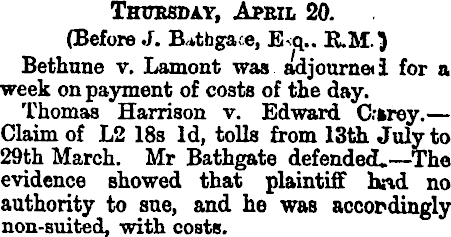 THURSDAY, APRIL 20.
(Before J. Bathgate, Esq.. R.M.)
Bethune v. Lamont was adjourned for a
week on payment of costs of the day.
Thomas Harrison v. Edward Carey.—
Claim of L2 18s 1d, tolls from 13th July to
29th March. Mr Bathgate defended.—The
evidence showed that plaintiff had no
authority to sue, and he was accordingly
non-suited, with costs.